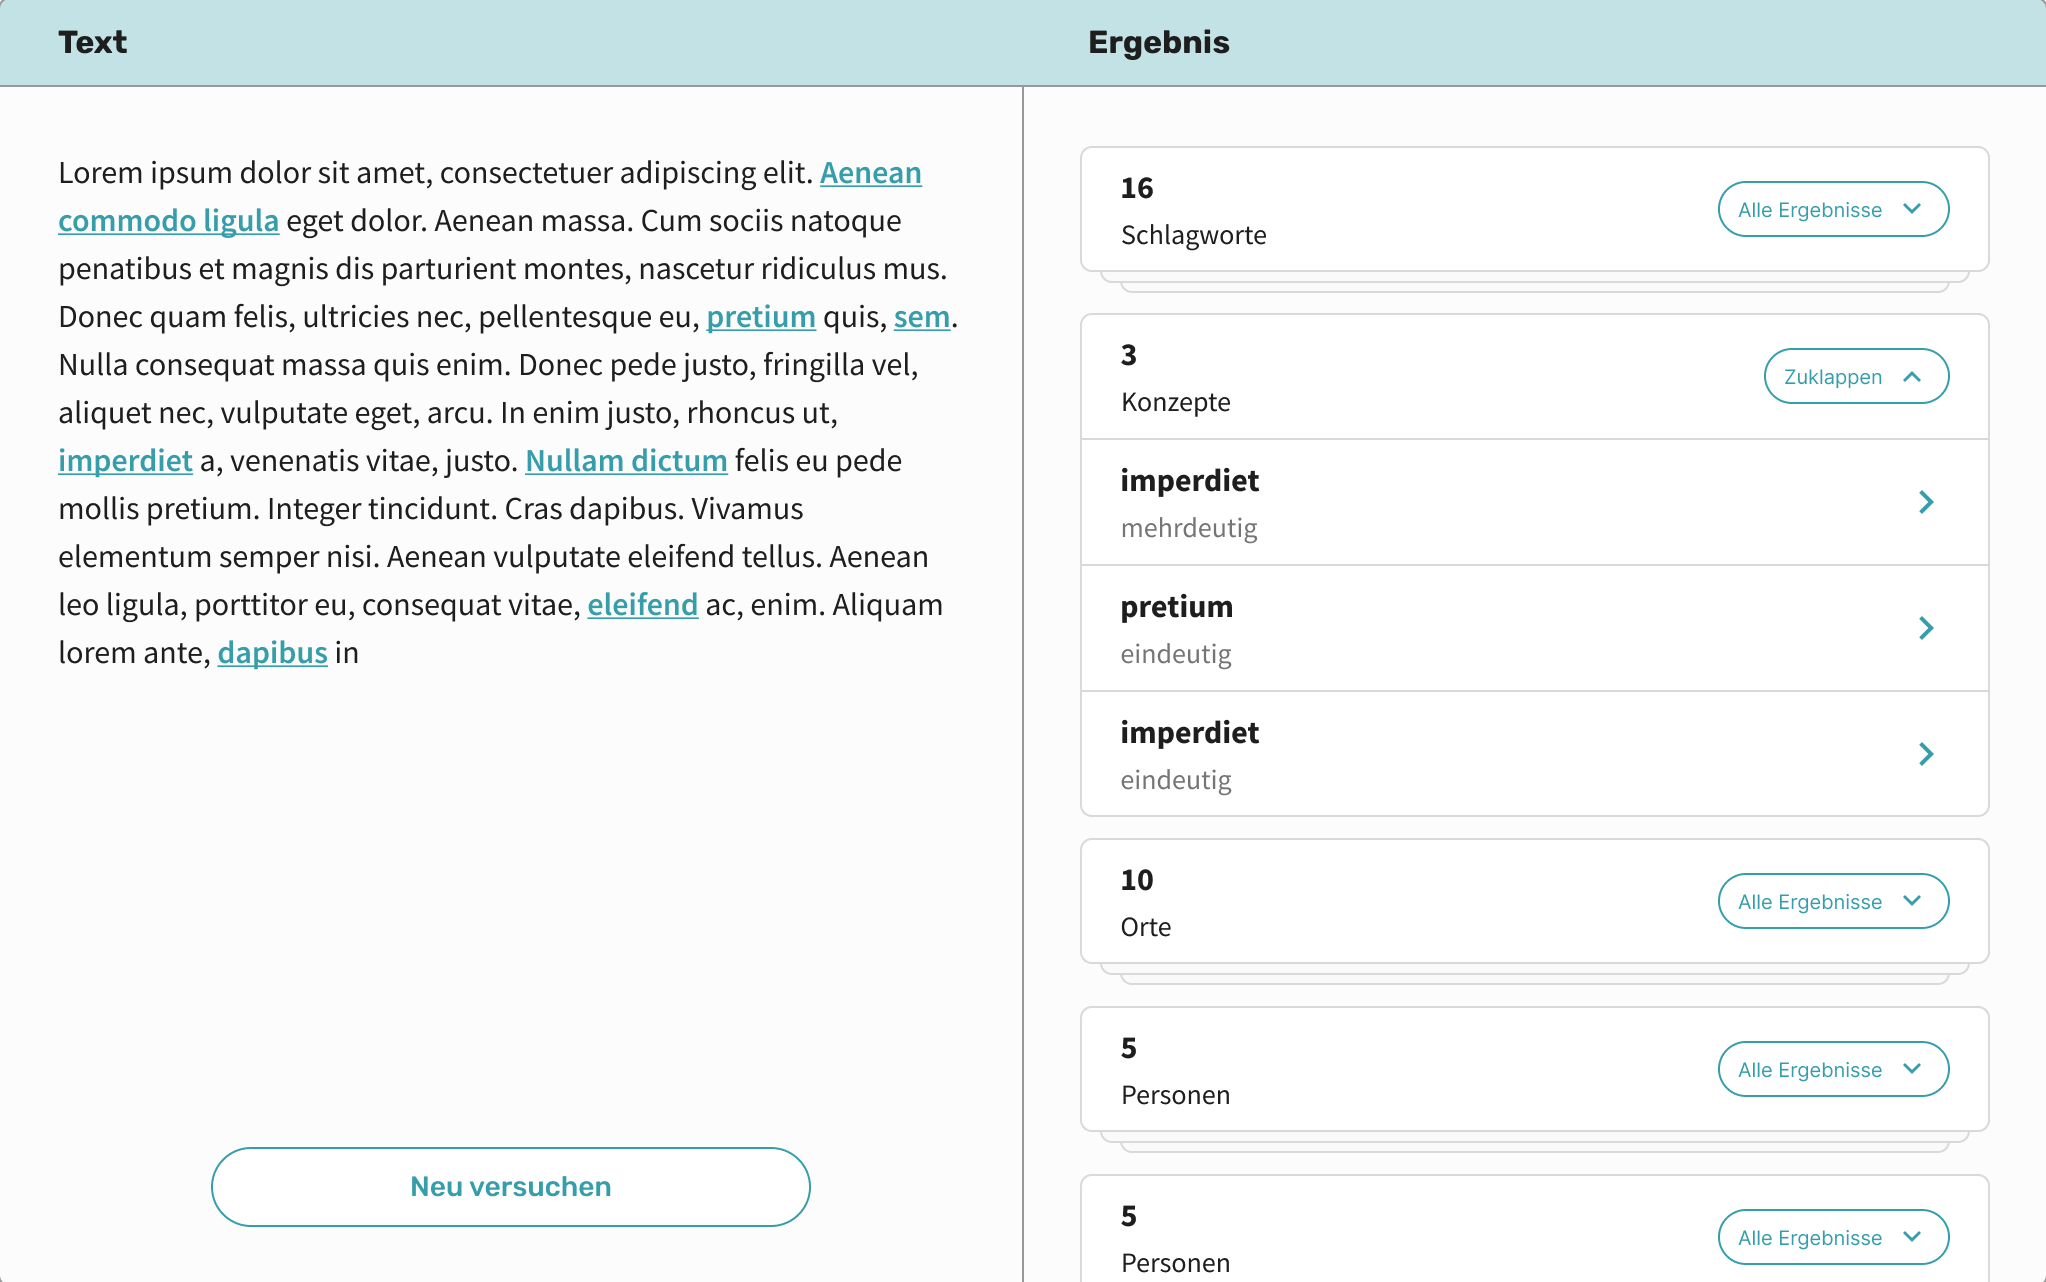 Text
Lorem ipsum dolor sit amet, consectetuer adipiscing elit. Aenean
commodo ligula eget dolor. Aenean massa. Cum sociis natoque
penatibus et magnis dis parturient montes, nascetur ridiculus mus.
Donec quam felis, ultricies nec, pellentesque eu, pretium quis, sem.
Nulla consequat massa quis enim. Donec pede justo, fringilla vel,
aliquet nec, vulputate eget, arcu. In enim justo, rhoncus ut,
imperdiet a, venenatis vitae, justo. Nullam dictum felis eu pede
mollis pretium. Integer tincidunt. Cras dapibus. Vivamus
elementum semper nisi. Aenean vulputate eleifend tellus. Aenean
leo ligula, porttitor eu, consequat vitae, eleifend ac, enim. Aliquam
lorem ante, dapibus in
Neu versuchen
Ergebnis
16
Schlagworte
Alle Ergebnisse
3
Konzepte
Zuklappen
imperdiet
mehrdeutig
pretium
eindeutig
imperdiet
eindeutig
10
Orte
Alle Ergebnisse
5
Personen
Alle Ergebnisse
5
Personen
Alle Ergebnisse